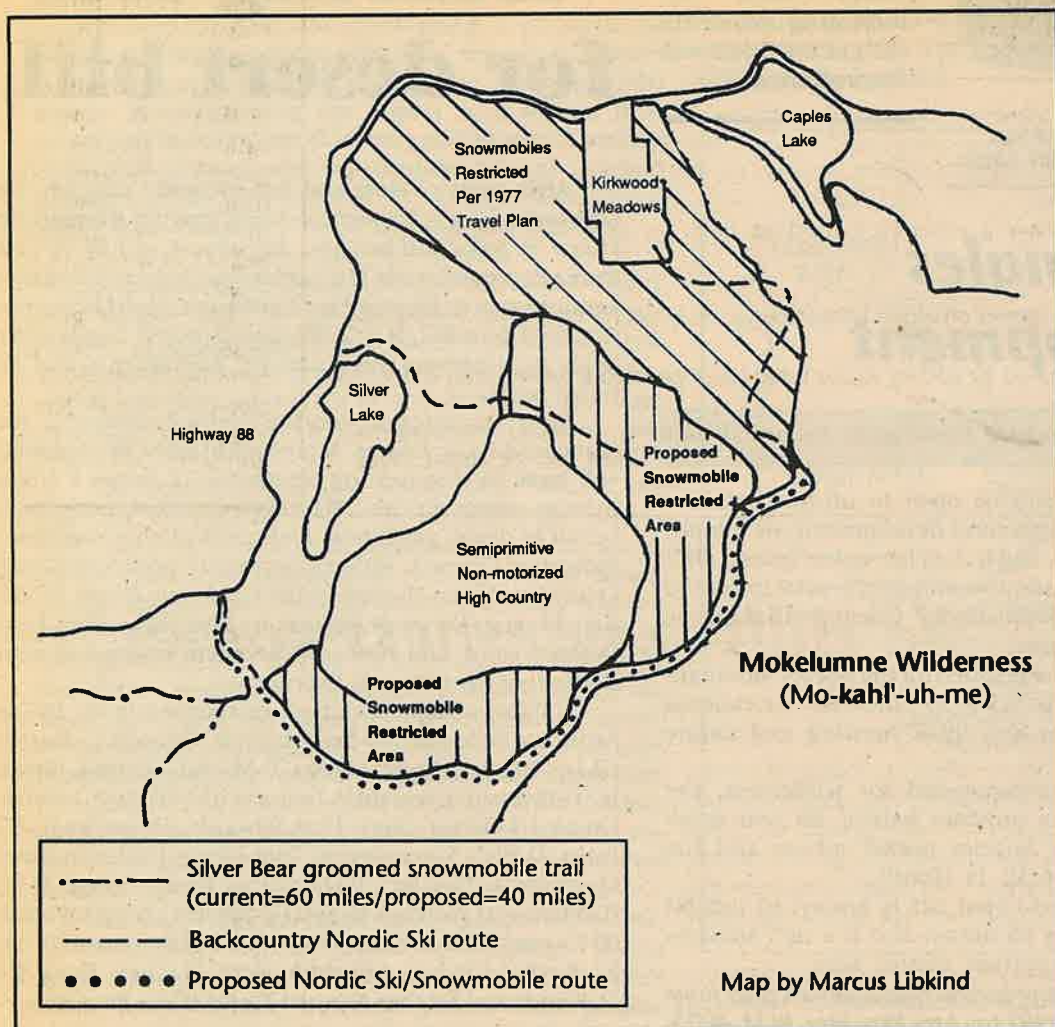 Caples
Lake
Snowmobiles
Restricted
Per 1977
Travel Plan
Kirkwood
Meadows
Silver
Lake
Highway 88
Proposed
Snowmobile
Restricted
Area
Semiprimitive
Non-motorized
High Country
Mokelumne Wilderness
(Mo-kahl'-uh-me)
Proposed
Snowmobile
Restricted
Area
Silver Bear groomed snowmobile trail
(current=60 miles/proposed=40 miles)
Backcountry Nordic Ski route
Proposed Nordic Ski/Snowmobile route
Map by Marcus Libkind